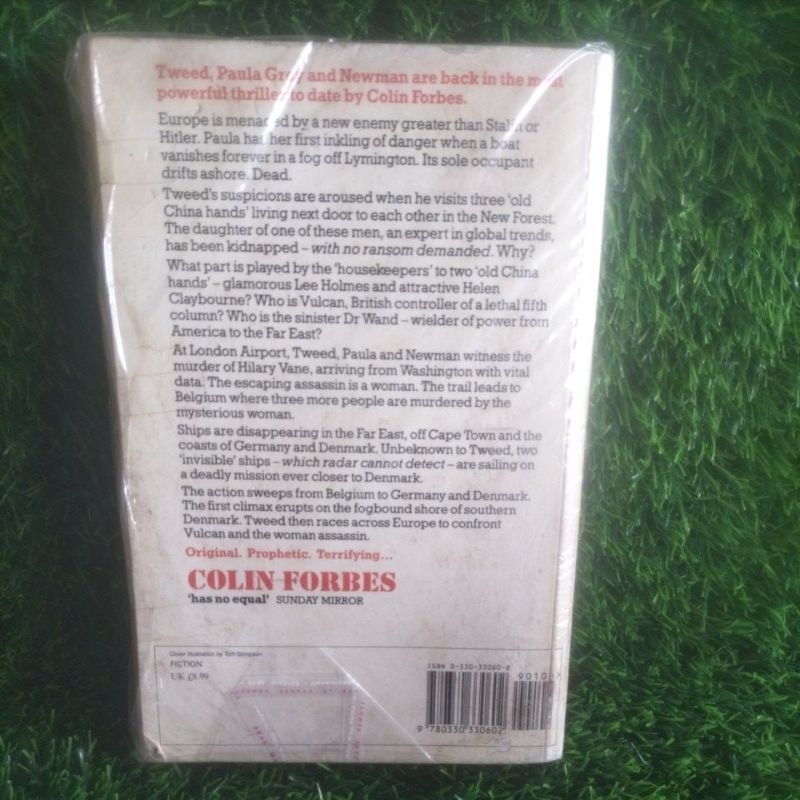 Tweed, Paula Grey and Newman are back in the most
powerful thriller to date by Colin Forbes.
Europe is menaced by a new enemy greater than Stalin or
Hitler. Paula has her first inkling of danger when a boat
vanishes forever in a fog off Lymington. Its sole occupant
drifts ashore. Dead.
Tweed's suspicions are aroused when he visits three 'old
China hands' living next door to each other in the New Forest.
The daughter of one of these men, an expert in global trends,
has been kidnapped – with no ransom demanded. Why?
What part is played by the 'housekeepers' to two 'old China
hands' – glamorous Lee Holmes and attractive Helen
Claybourne? Who is Vulcan, British controller of a lethal fifth
column? Who is the sinister Dr Wand – wielder of power from
America to the Far East?
At London Airport, Tweed, Paula and Newman witness the
murder of Hilary Vane, arriving from Washington with vital
data. The escaping assassin is a woman. The trail leads to
Belgium where three more people are murdered by the
mysterious woman.
Ships are disappearing in the Far East, off Cape Town and the
coasts of Germany and Denmark. Unbeknown to Tweed, two
'invisible' ships – which radar cannot detect – are sailing on
a deadly mission ever closer to Denmark.
The action sweeps from Belgium to Germany and Denmark.
The first climax erupts on the fogbound shore of southern
Denmark. Tweed then races across Europe to confront
Vulcan and the woman assassin.
Original. Prophetic. Terrifying...
COLIN FORBES
'has no equal' SUNDAY MIRROR
Cover illustration by Tom Stimpson
FICTION
UK £8.99
ISBN 0-330-33060-2
9010
9 780330 330602